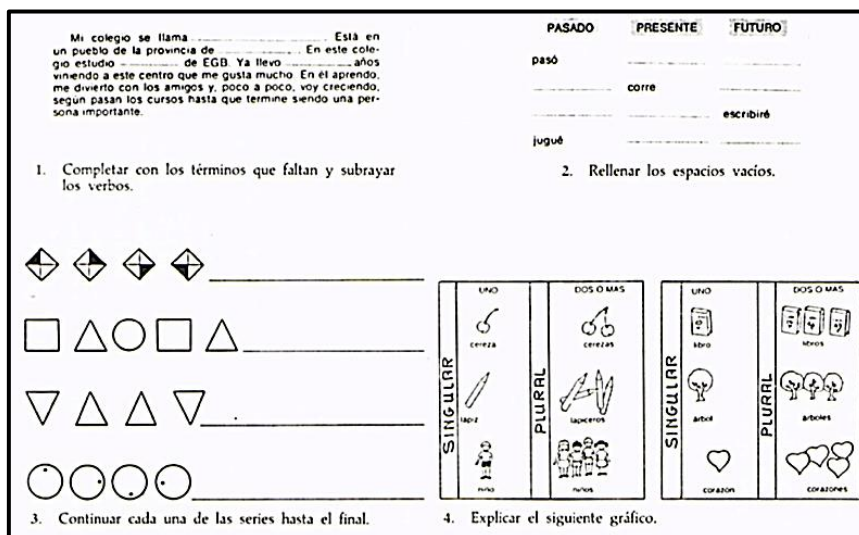 Mi colegio se llama .................... Está en
un pueblo de la provincia de ................ En este cole-
gio estudio ............ de EGB. Ya llevo ............ años
viniendo a este centro que me gusta mucho. En él aprendo,
me divierto con los amigos y, poco a poco, voy creciendo,
según pasan los cursos hasta que termine siendo una per-
sona importante.
1. Completar con los términos que faltan y subrayar
los verbos.
PASADO PRESENTE FUTURO
pasó
corre
escribiré
jugué
2. Rellenar los espacios vacíos.
3. Continuar cada una de las series hasta el final.
SINGULAR
UNO
cereza
lápiz
niño
PLURAL
DOS O MAS
cerezas
lapiceros
niños
SINGULAR
UNO
libro
árbol
corazón
PLURAL
DOS O MAS
libros
árboles
corazones
4. Explicar el siguiente gráfico.